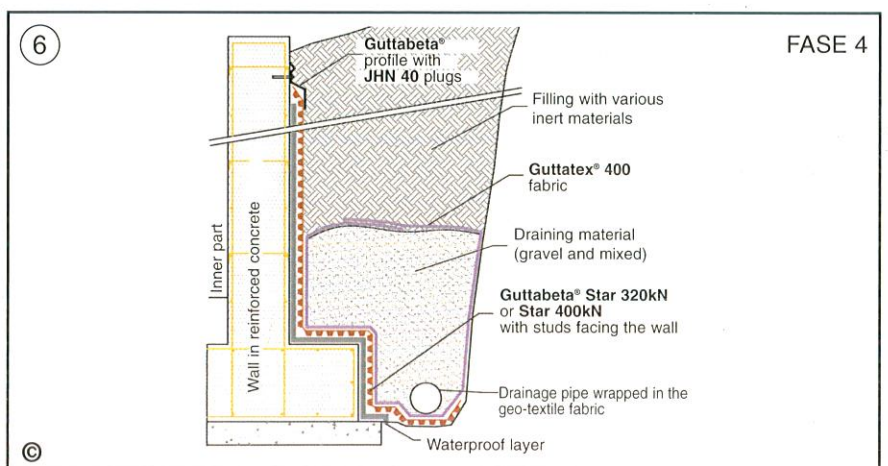 6
FASE 4
Guttabeta®
profile with
JHN 40 plugs
Filling with various
inert materials
Guttatex® 400
fabric
Draining material
(gravel and mixed)
Inner part
Wall in reinforced concrete
Guttabeta® Star 320kN
or Star 400kN
with studs facing the wall
Drainage pipe wrapped in the
geo-textile fabric
Waterproof layer
©